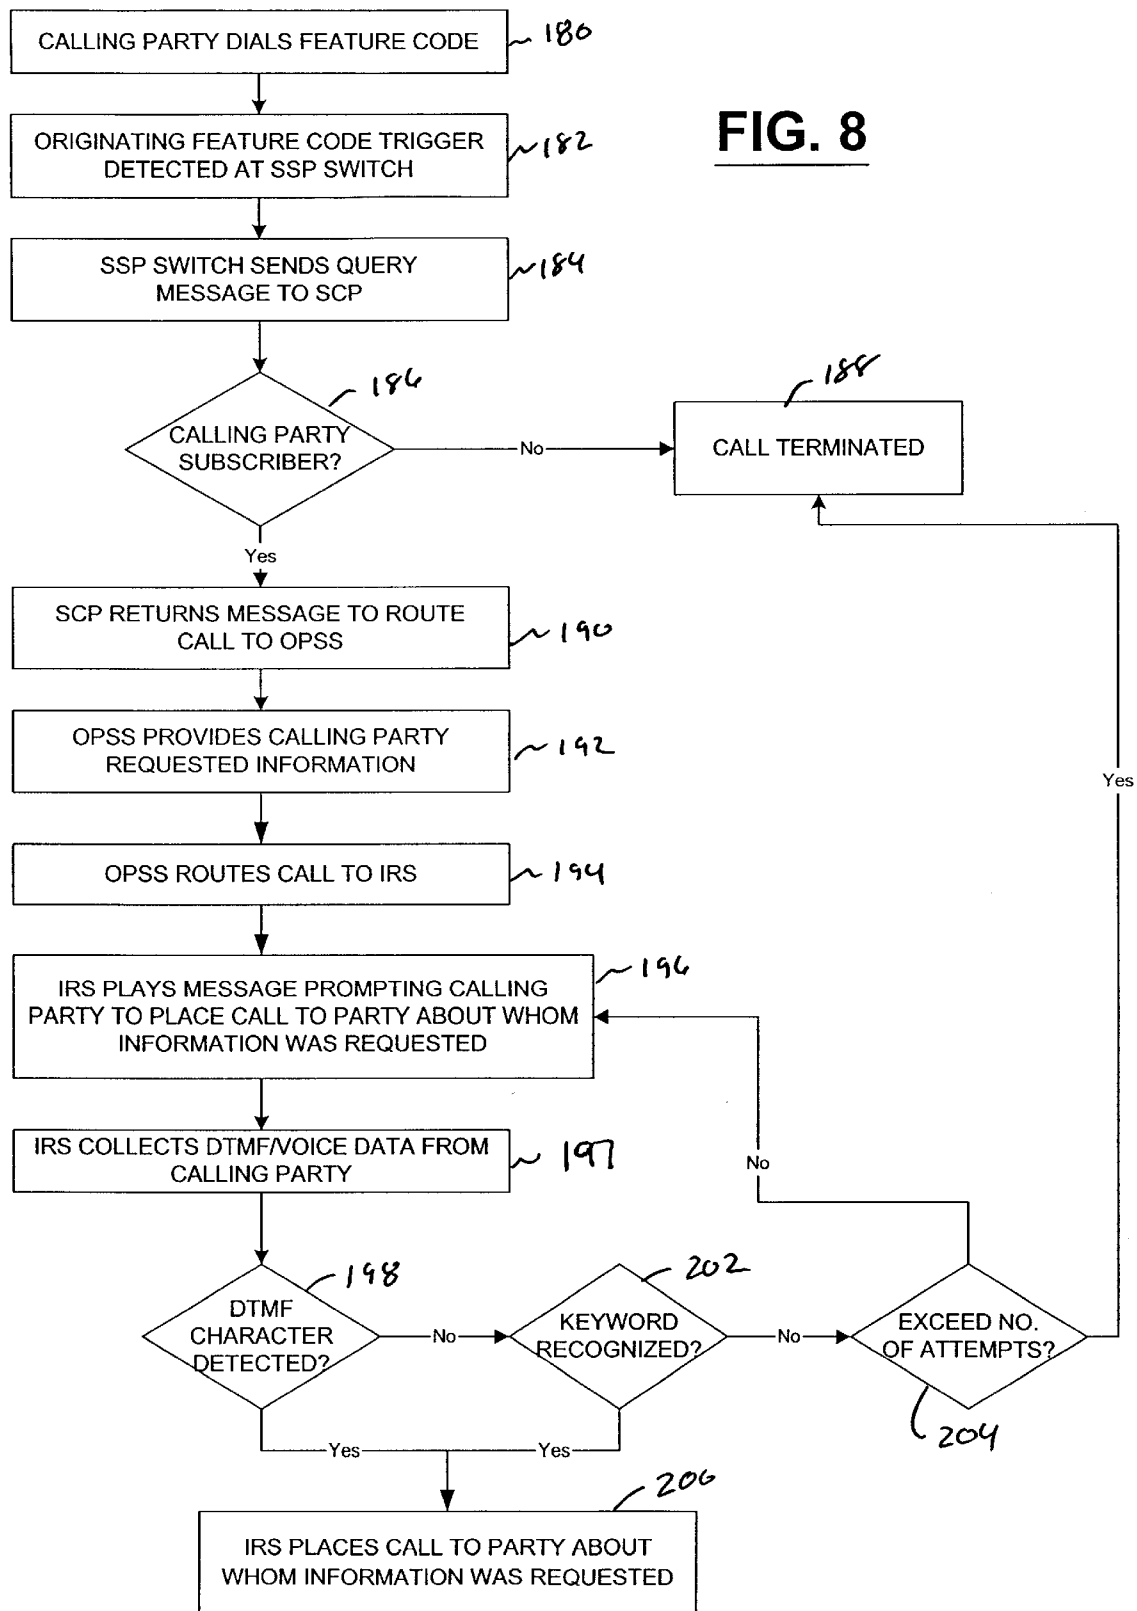 CALLING PARTY DIALS FEATURE CODE
180
FIG. 8
ORIGINATING FEATURE CODE TRIGGER
DETECTED AT SSP SWITCH
182
SSP SWITCH SENDS QUERY
MESSAGE TO SCP
184
186
CALLING PARTY
SUBSCRIBER?
No
188
CALL TERMINATED
Yes
SCP RETURNS MESSAGE TO ROUTE
CALL TO OPSS
190
OPSS PROVIDES CALLING PARTY
REQUESTED INFORMATION
192
Yes
OPSS ROUTES CALL TO IRS
194
IRS PLAYS MESSAGE PROMPTING CALLING
PARTY TO PLACE CALL TO PARTY ABOUT WHOM
INFORMATION WAS REQUESTED
196
IRS COLLECTS DTMF/VOICE DATA FROM
CALLING PARTY
197
No
198
DTMF
CHARACTER
DETECTED?
No
202
KEYWORD
RECOGNIZED?
No
EXCEED NO.
OF ATTEMPTS?
204
Yes
Yes
206
IRS PLACES CALL TO PARTY ABOUT
WHOM INFORMATION WAS REQUESTED